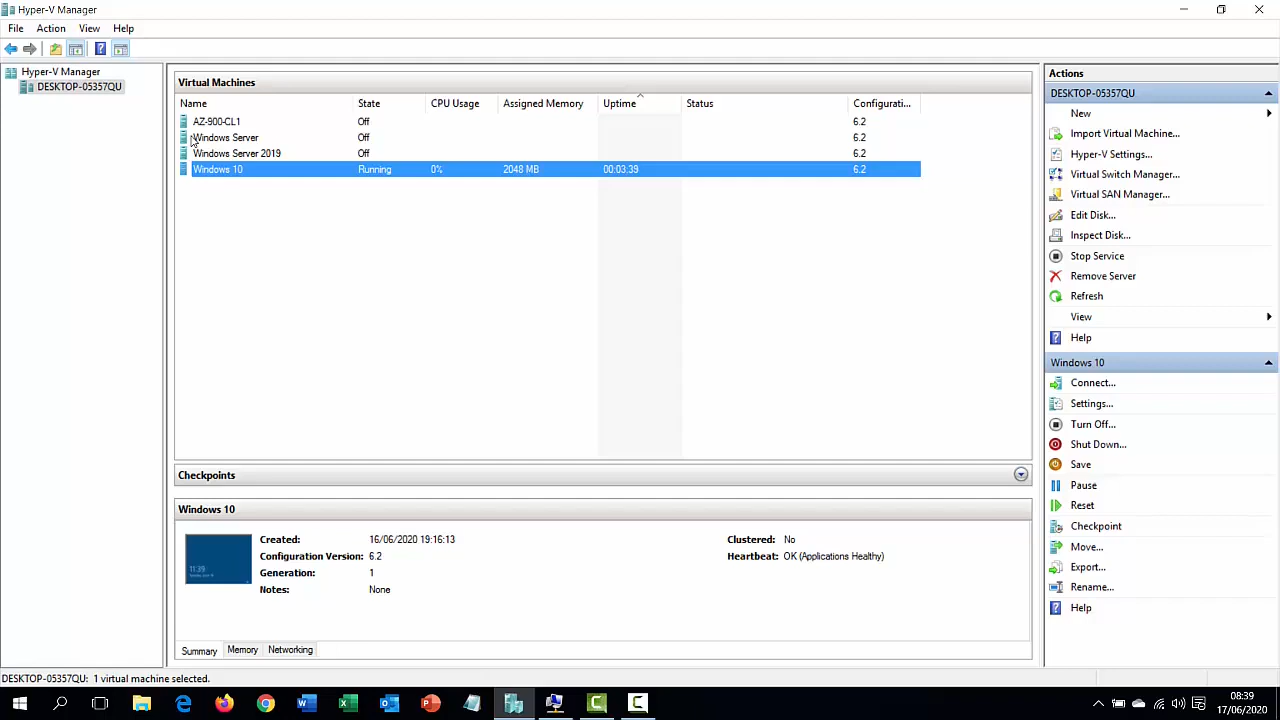 Hyper-V Manager
File Action View Help
Hyper-V Manager
DESKTOP-05357QU
Virtual Machines
Name State CPU Usage Assigned Memory Uptime Status Configurati...
AZ-900-CL1 Off 6.2
Windows Server Off 6.2
Windows Server 2019 Off 6.2
Windows 10 Running 0% 2048 MB 00:03:39 6.2
Checkpoints
Windows 10
Created: 16/06/2020 19:16:13 Clustered: No
Configuration Version: 6.2 Heartbeat: OK (Applications Healthy)
Generation: 1
Notes: None
11:39
Summary Memory Networking
Actions
DESKTOP-05357QU
New
Import Virtual Machine...
Hyper-V Settings...
Virtual Switch Manager...
Virtual SAN Manager...
Edit Disk...
Inspect Disk...
Stop Service
Remove Server
Refresh
View
Help
Windows 10
Connect...
Settings...
Turn Off...
Shut Down...
Save
Pause
Reset
Checkpoint
Move...
Export...
Rename...
Help
DESKTOP-05357QU: 1 virtual machine selected.
08:39
17/06/2020